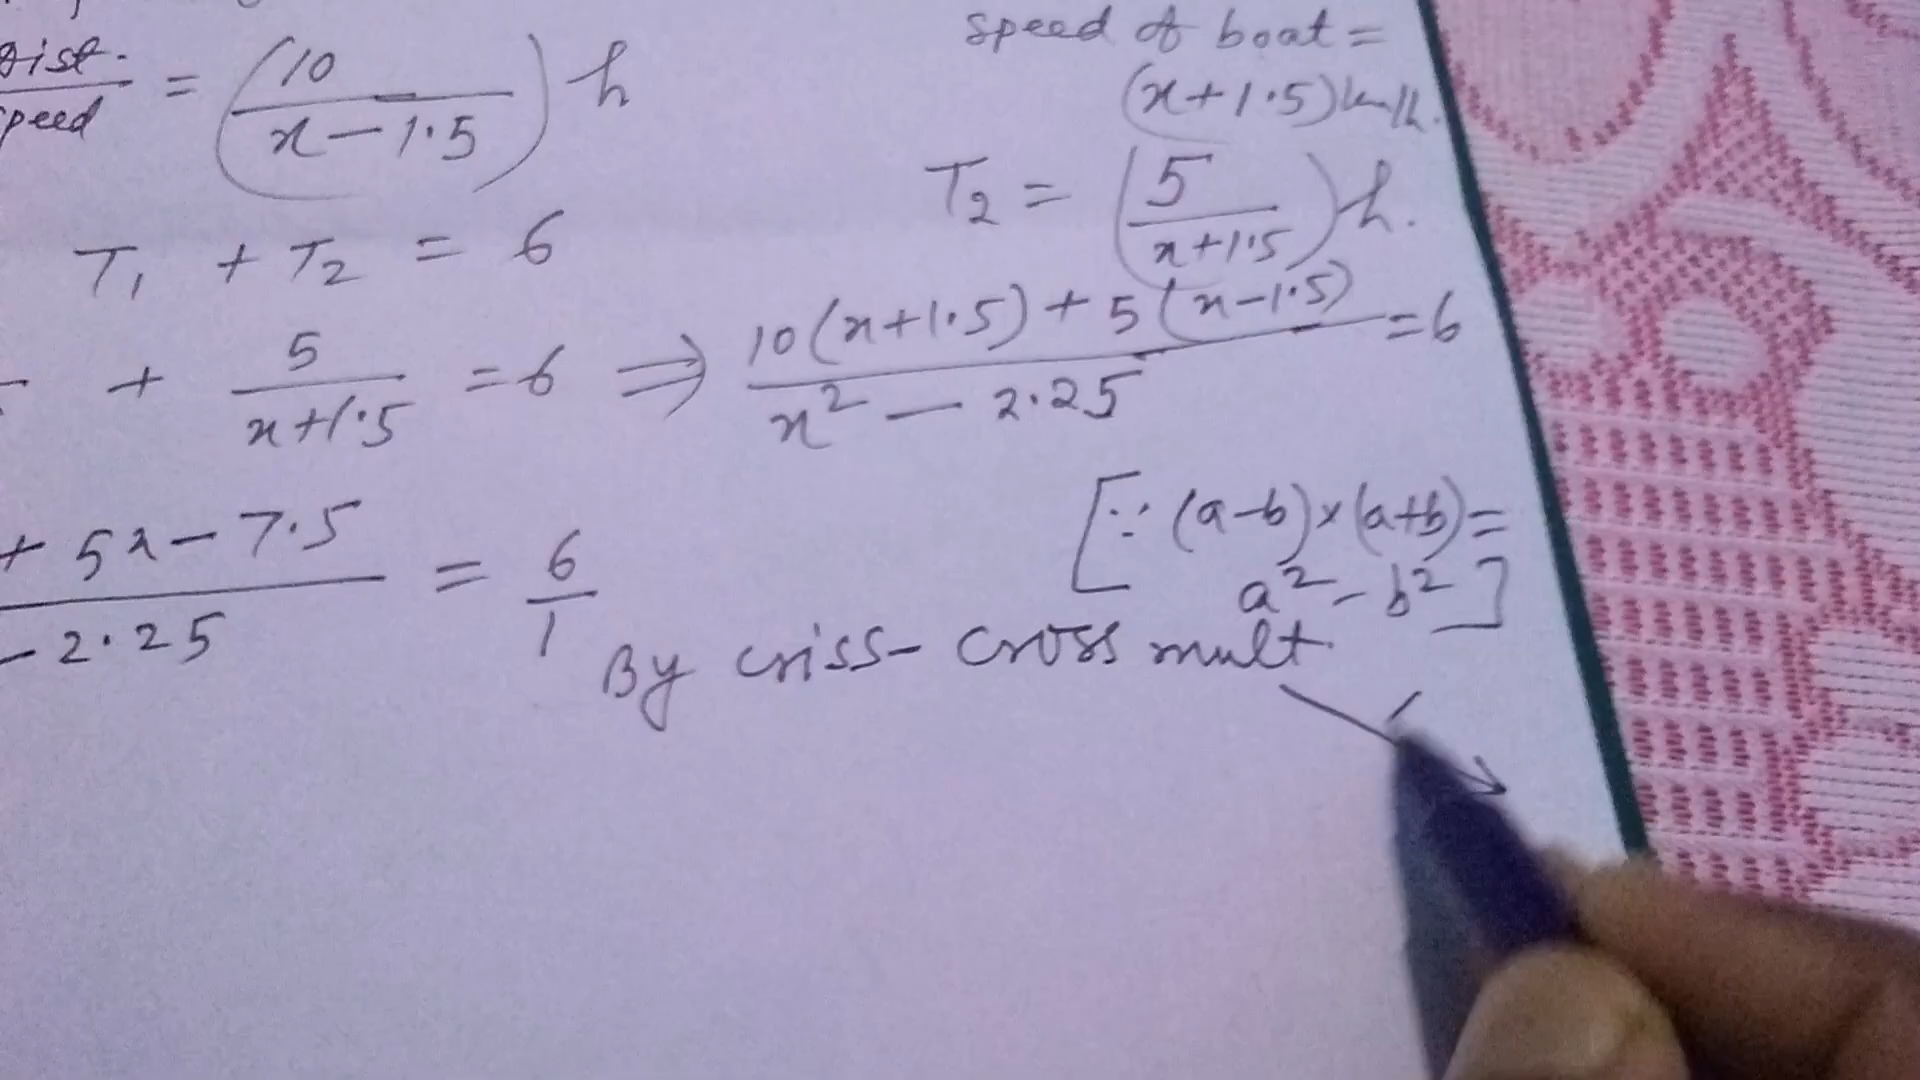 speed of boat =
(x+1.5)km/h.
Dist. / speed = (10 / x-1.5) h
T2 = (5 / x+1.5) h.
T1 + T2 = 6
+ 5 / x+1.5 = 6 ⇒ 10(x+1.5) + 5(x-1.5) / x² - 2.25 = 6
[∵ (a-b)×(a+b)=
a²-b²]
+ 5x - 7.5 / - 2.25 = 6 / 1
By criss-cross mult